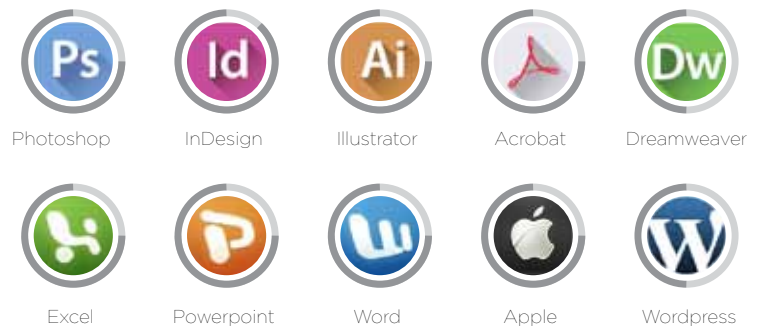 Ps Id Ai Dw
Photoshop InDesign Illustrator Acrobat Dreamweaver
W
Excel Powerpoint Word Apple Wordpress